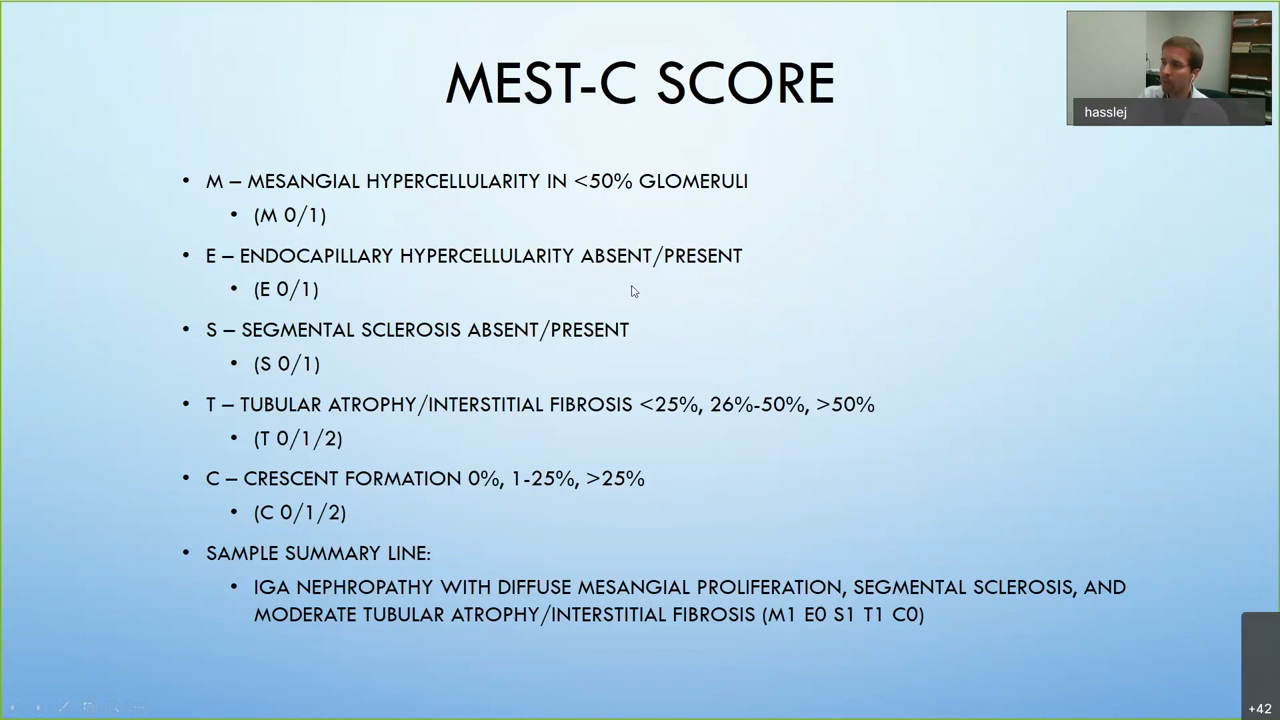 MEST-C SCORE
hasslej
• M – MESANGIAL HYPERCELLULARITY IN <50% GLOMERULI
• (M 0/1)
• E – ENDOCAPILLARY HYPERCELLULARITY ABSENT/PRESENT
• (E 0/1)
• S – SEGMENTAL SCLEROSIS ABSENT/PRESENT
• (S 0/1)
• T – TUBULAR ATROPHY/INTERSTITIAL FIBROSIS <25%, 26%-50%, >50%
• (T 0/1/2)
• C – CRESCENT FORMATION 0%, 1-25%, >25%
• (C 0/1/2)
• SAMPLE SUMMARY LINE:
• IGA NEPHROPATHY WITH DIFFUSE MESANGIAL PROLIFERATION, SEGMENTAL SCLEROSIS, AND
MODERATE TUBULAR ATROPHY/INTERSTITIAL FIBROSIS (M1 E0 S1 T1 C0)
+42